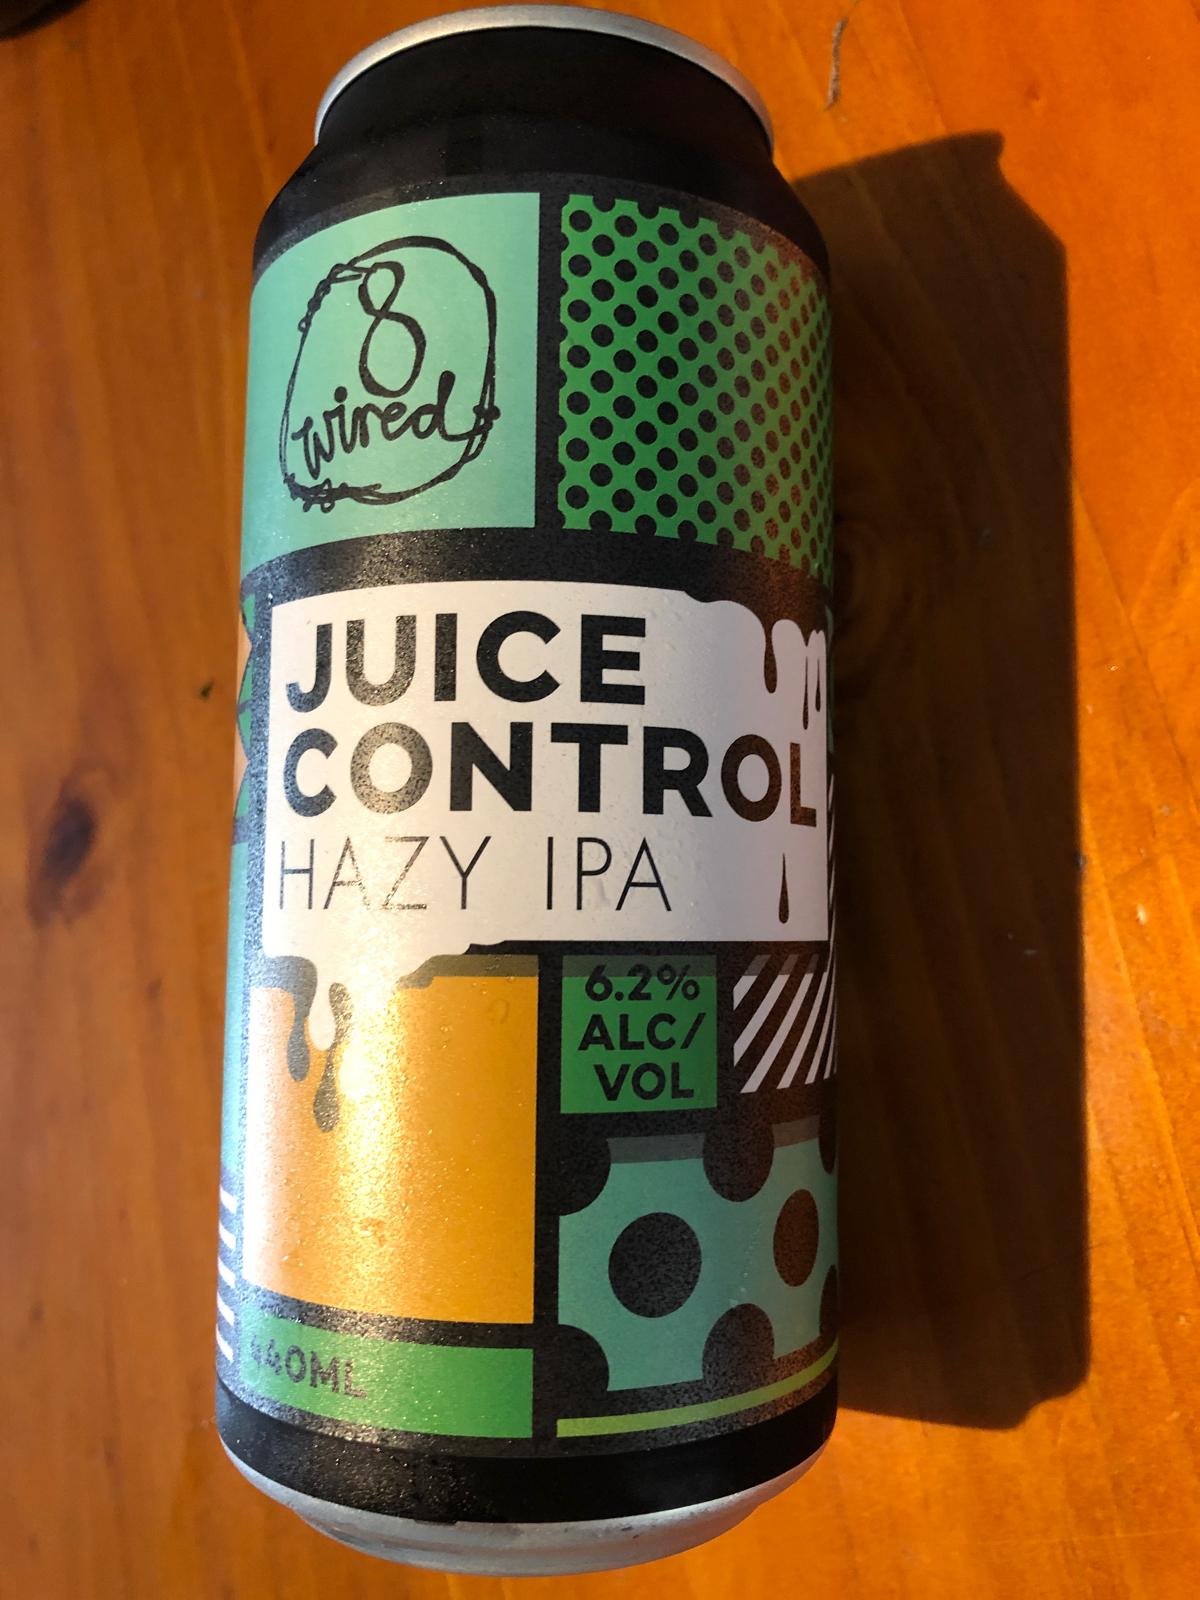 8
wired
JUICE
CONTROL
HAZY IPA
6.2%
ALC/
VOL
440ML